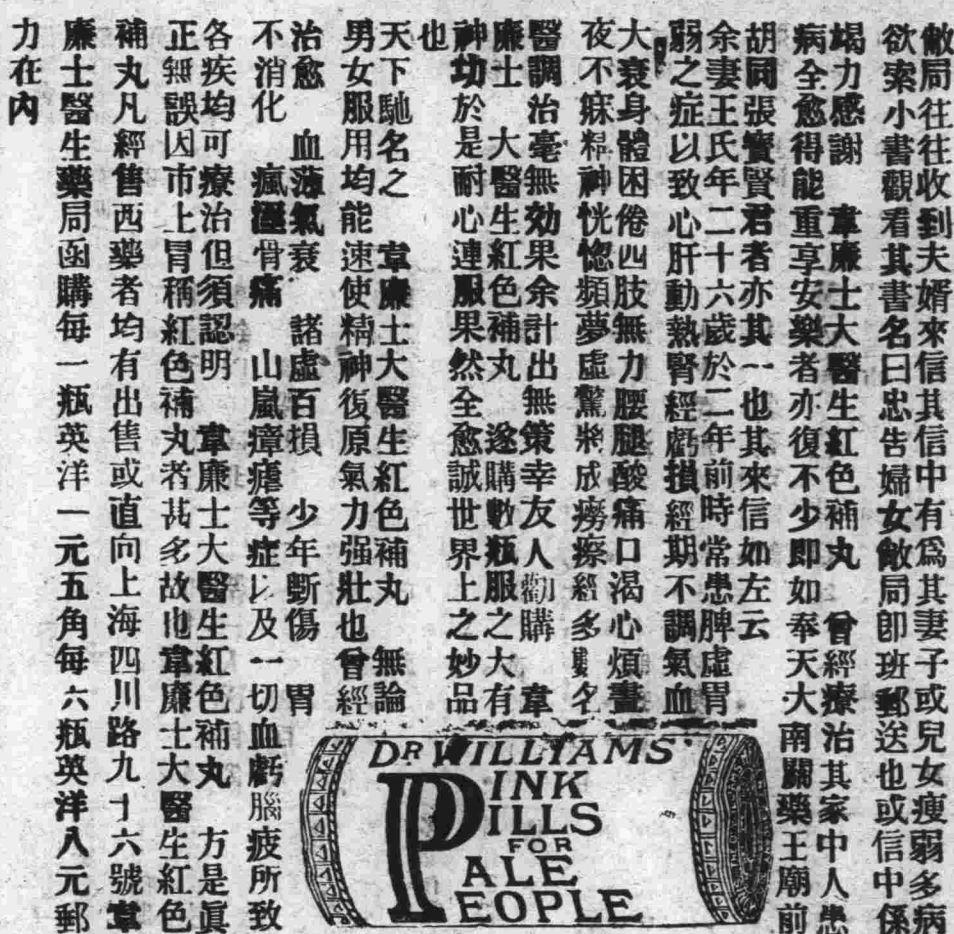 敝局往往收到夫婿來信其信中有爲其妻子或兒女瘦弱多病
欲索小書觀看其書名曰忠告婦女敝局卽班郵送也或信中係
竭力感謝 韋廉士大醫生紅色補丸 曾經療治其家中人患
病全愈得能重享安樂者亦復不少卽如奉天大南關藥王廟前
胡同張寶賢君者亦其一也其來信如左云
余妻王氏年二十六歲於二年前時常患脾虛胃
弱之症以致心肝動熱腎經虧損經期不調氣血
大衰身體困倦四肢無力腰腿酸痛口渴心煩晝
夜不寐精神恍惚頻夢虛驚將成癆瘵經多數名
醫調治毫無効果余計出無策幸友人勸購 韋
廉士 大醫生紅色補丸 遂購數瓶服之大有
神功於是耐心連服果然全愈誠世界上之妙品
也
天下馳名之 韋廉士大醫生紅色補丸 無論
男女服用均能速使精神復原氣力强壯也曾經
治愈 血薄氣衰 諸虛百損 少年斲傷 胃
不消化 瘋濕骨痛 山嵐瘴瘧等症以及一切血虧腦疲所致
各疾均可療治但須認明 韋廉士大醫生紅色補丸 方是眞
正無誤因市上冒稱紅色補丸者甚多故也韋廉士大醫生紅色
補丸凡經售西藥者均有出售或直向上海四川路九十六號韋
廉士醫生藥局函購每一瓶英洋一元五角每六瓶英洋八元郵
力在內
DR WILLIAMS'
PINK
PILLS
FOR
PALE
PEOPLE